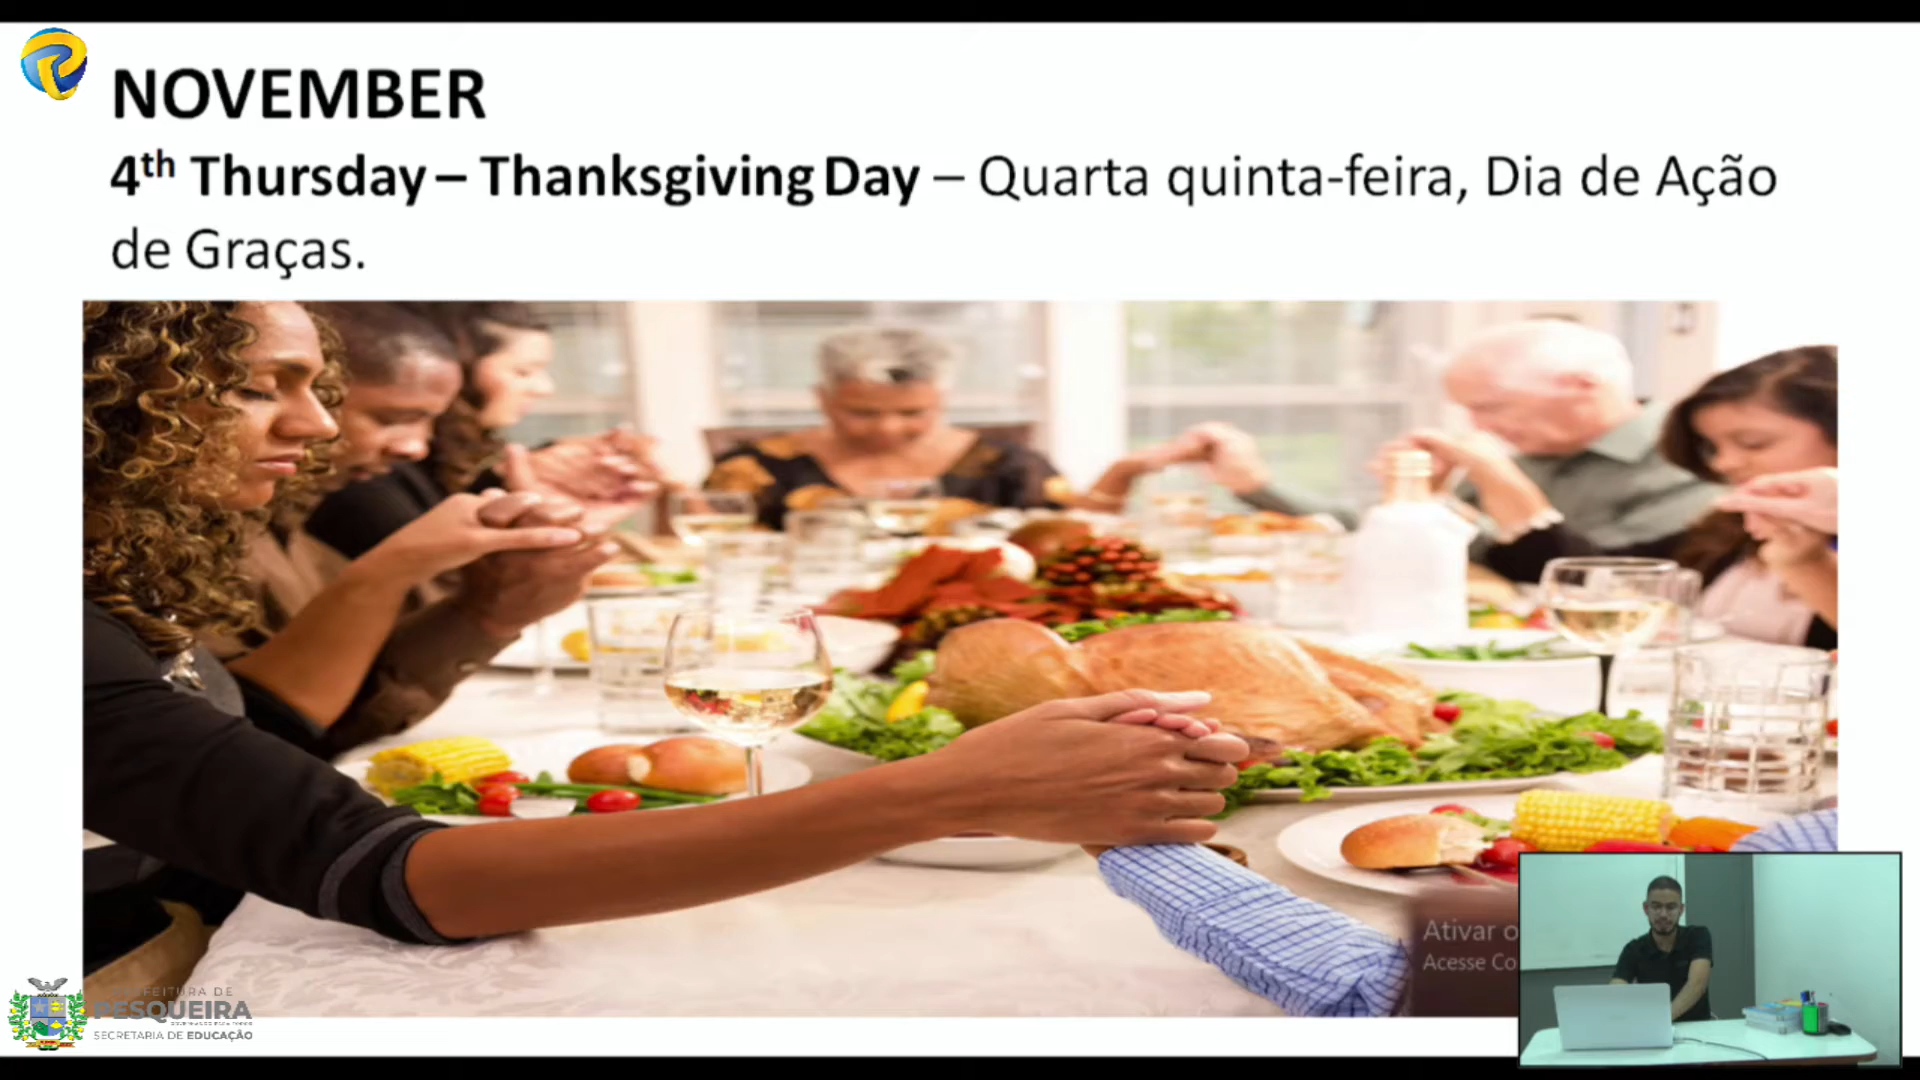 NOVEMBER
4th Thursday – Thanksgiving Day – Quarta quinta-feira, Dia de Ação
de Graças.
Ativar o
Acesse Co
PREFEITURA DE
PESQUEIRA
SECRETARIA DE EDUCAÇÃO